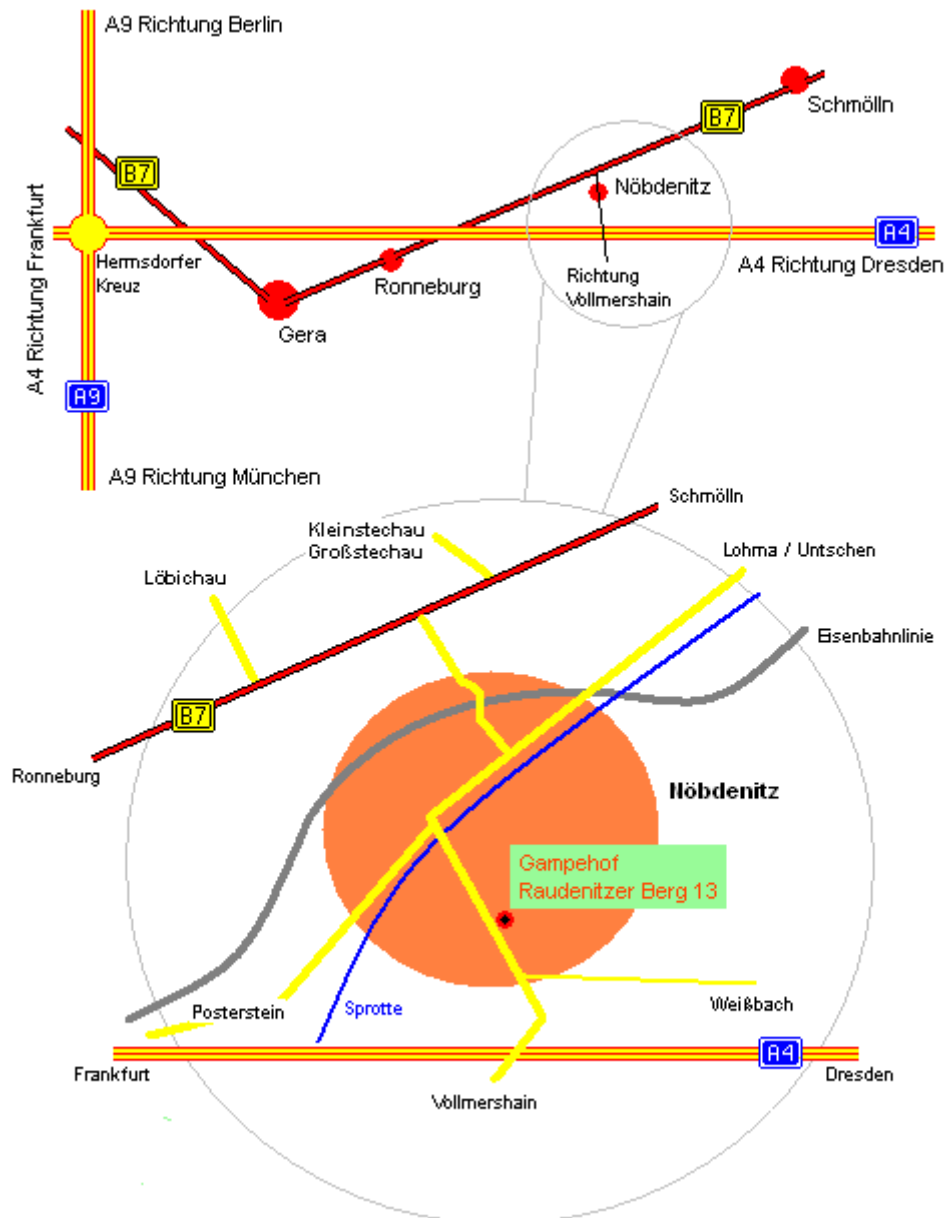 A9 Richtung Berlin
Schmölln
B7
B7
Nöbdenitz
A4 Richtung Frankfurt
A4
Hermsdorfer
Kreuz
Ronneburg
Richtung
Vollmershain
A4 Richtung Dresden
Gera
A9
A9 Richtung München
Schmölln
Kleinstechau
Großstechau
Lohma / Untschen
Löbichau
Eisenbahnlinie
B7
Ronneburg
Nöbdenitz
Gampehof
Raudenitzer Berg 13
Posterstein
Sprotte
Weißbach
A4
Frankfurt
Dresden
Vollmershain